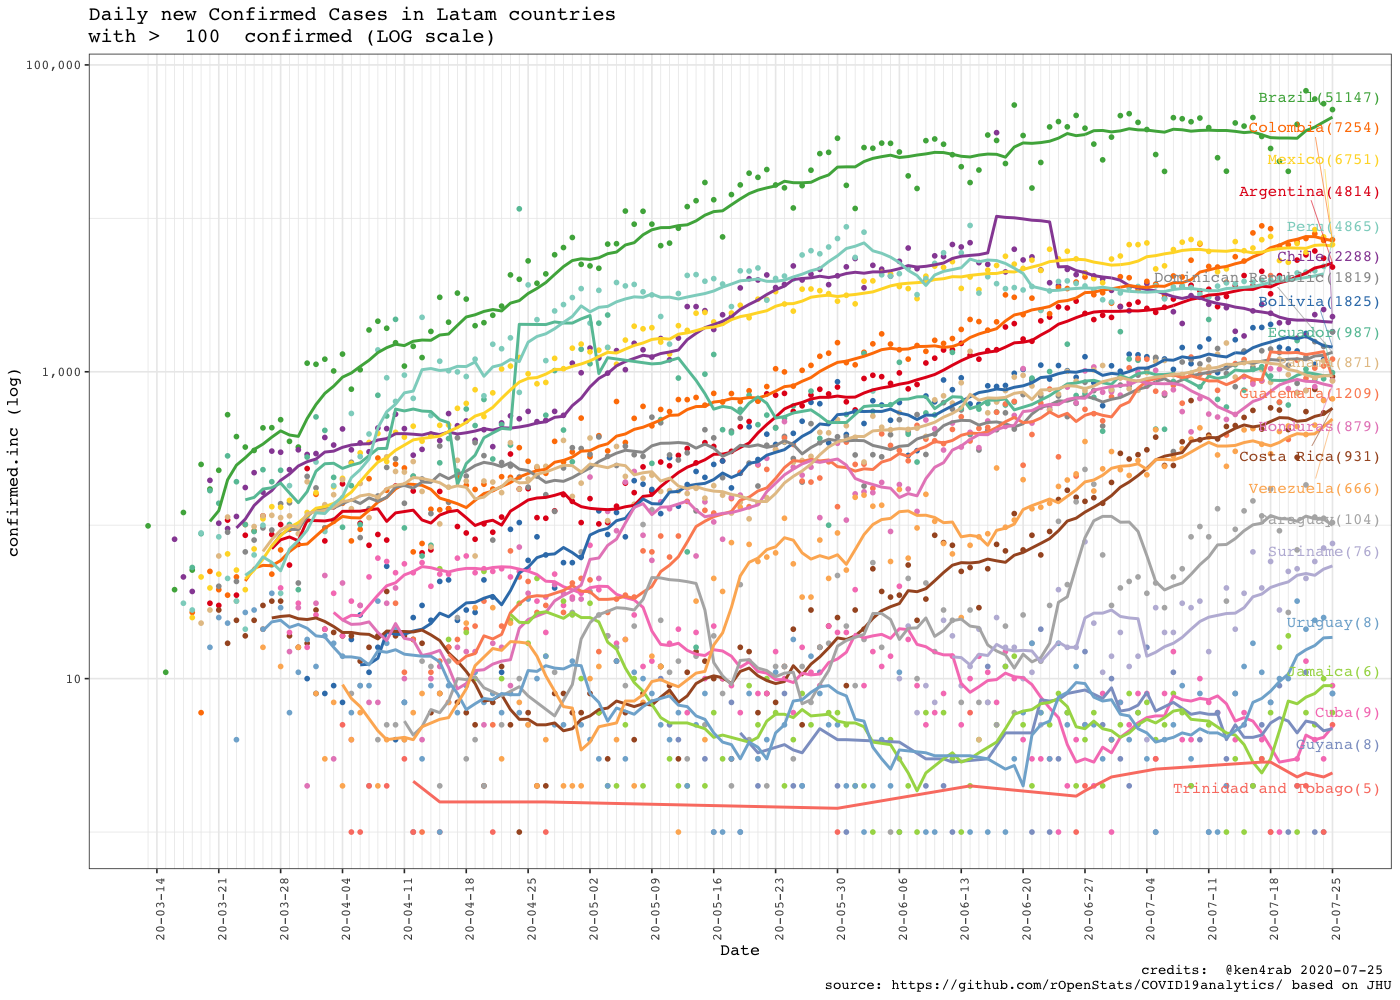 Daily new Confirmed Cases in Latam countries
with >  100  confirmed (LOG scale)
confirmed.inc (log)
100,000
1,000
10
Brazil(51147)
Colombia(7254)
Mexico(6751)
Argentina(4814)
Peru(4865)
Chile(2288)
Dominican Republic(1819)
Bolivia(1825)
Ecuador(987)
(871)
Guatemala(1209)
Honduras(879)
Costa Rica(931)
Venezuela(666)
Paraguay(104)
Suriname(76)
Uruguay(8)
Jamaica(6)
Cuba(9)
Guyana(8)
Trinidad and Tobago(5)
20-03-14
20-03-21
20-03-28
20-04-04
20-04-11
20-04-18
20-04-25
20-05-02
20-05-09
20-05-16
20-05-23
20-05-30
20-06-06
20-06-13
20-06-20
20-06-27
20-07-04
20-07-11
20-07-18
20-07-25
Date
credits:  @ken4rab 2020-07-25
source: https://github.com/rOpenStats/COVID19analytics/ based on JHU